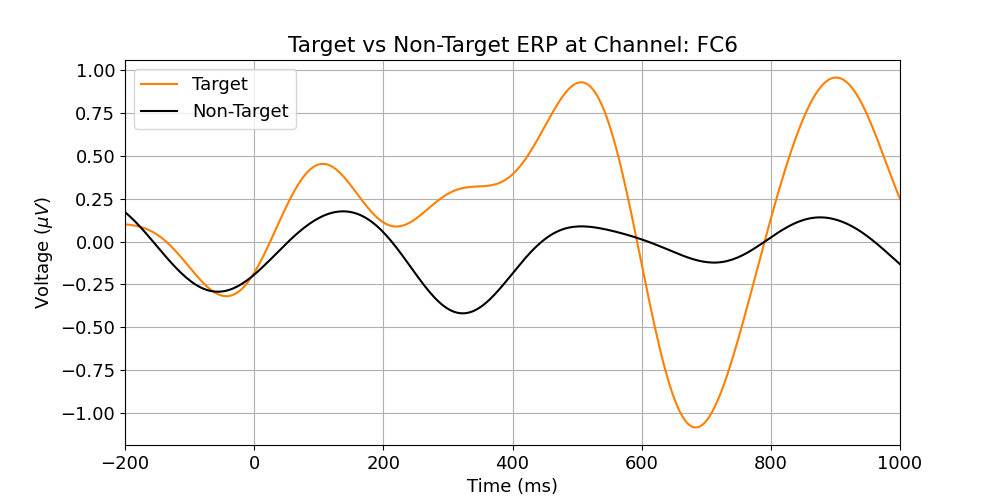 Target vs Non-Target ERP at Channel: FC6
Target
Non-Target
1.00
0.75
0.50
0.25
0.00
−0.25
−0.50
−0.75
−1.00
Voltage (μV)
−200 0 200 400 600 800 1000
Time (ms)